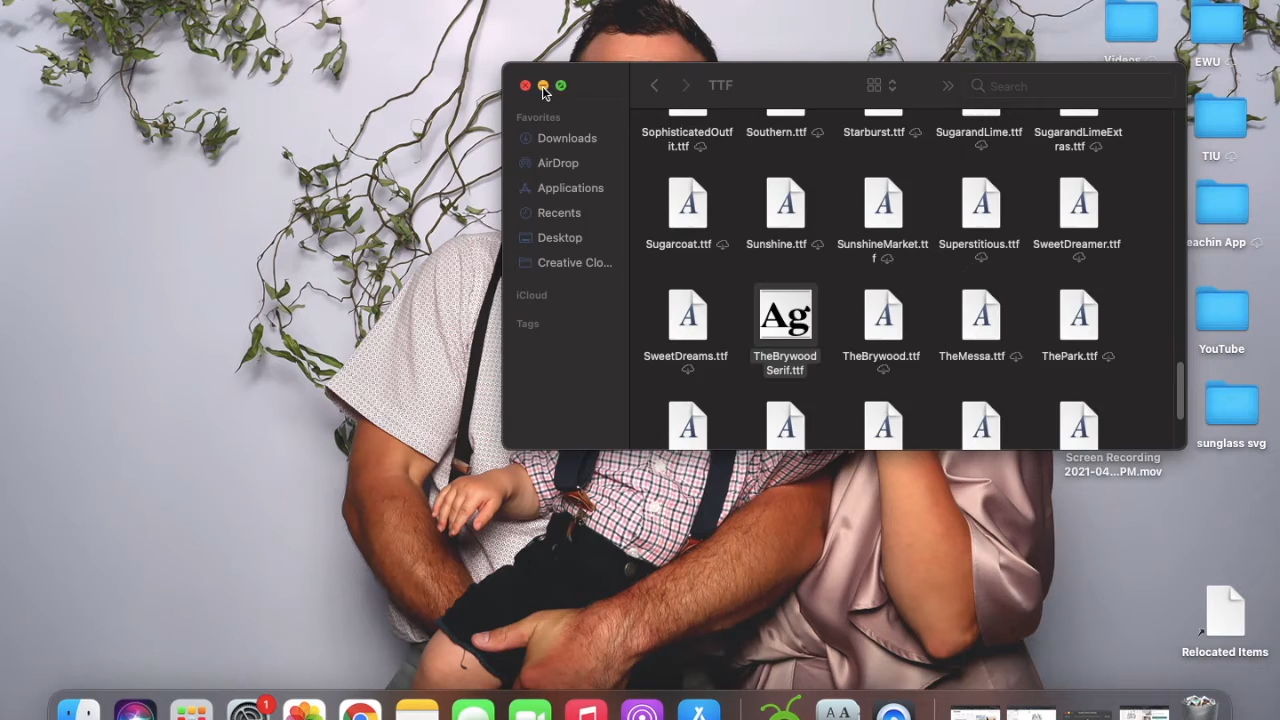 Videos
EWU
TTF
Search
Favorites
Downloads
AirDrop
Applications
Recents
Desktop
Creative Clo...
iCloud
Tags
SophisticatedOutf
it.ttf
Southern.ttf
Starburst.ttf
SugarandLime.ttf
SugarandLimeExt
ras.ttf
A
A
A
A
A
Sugarcoat.ttf
Sunshine.ttf
SunshineMarket.tt
f
Superstitious.ttf
SweetDreamer.ttf
A
Ag
A
A
A
SweetDreams.ttf
TheBrywood
Serif.ttf
TheBrywood.ttf
TheMessa.ttf
ThePark.ttf
A
A
A
A
A
TIU
eachin App
YouTube
sunglass svg
Screen Recording
2021-04...PM.mov
Relocated Items
1
A A